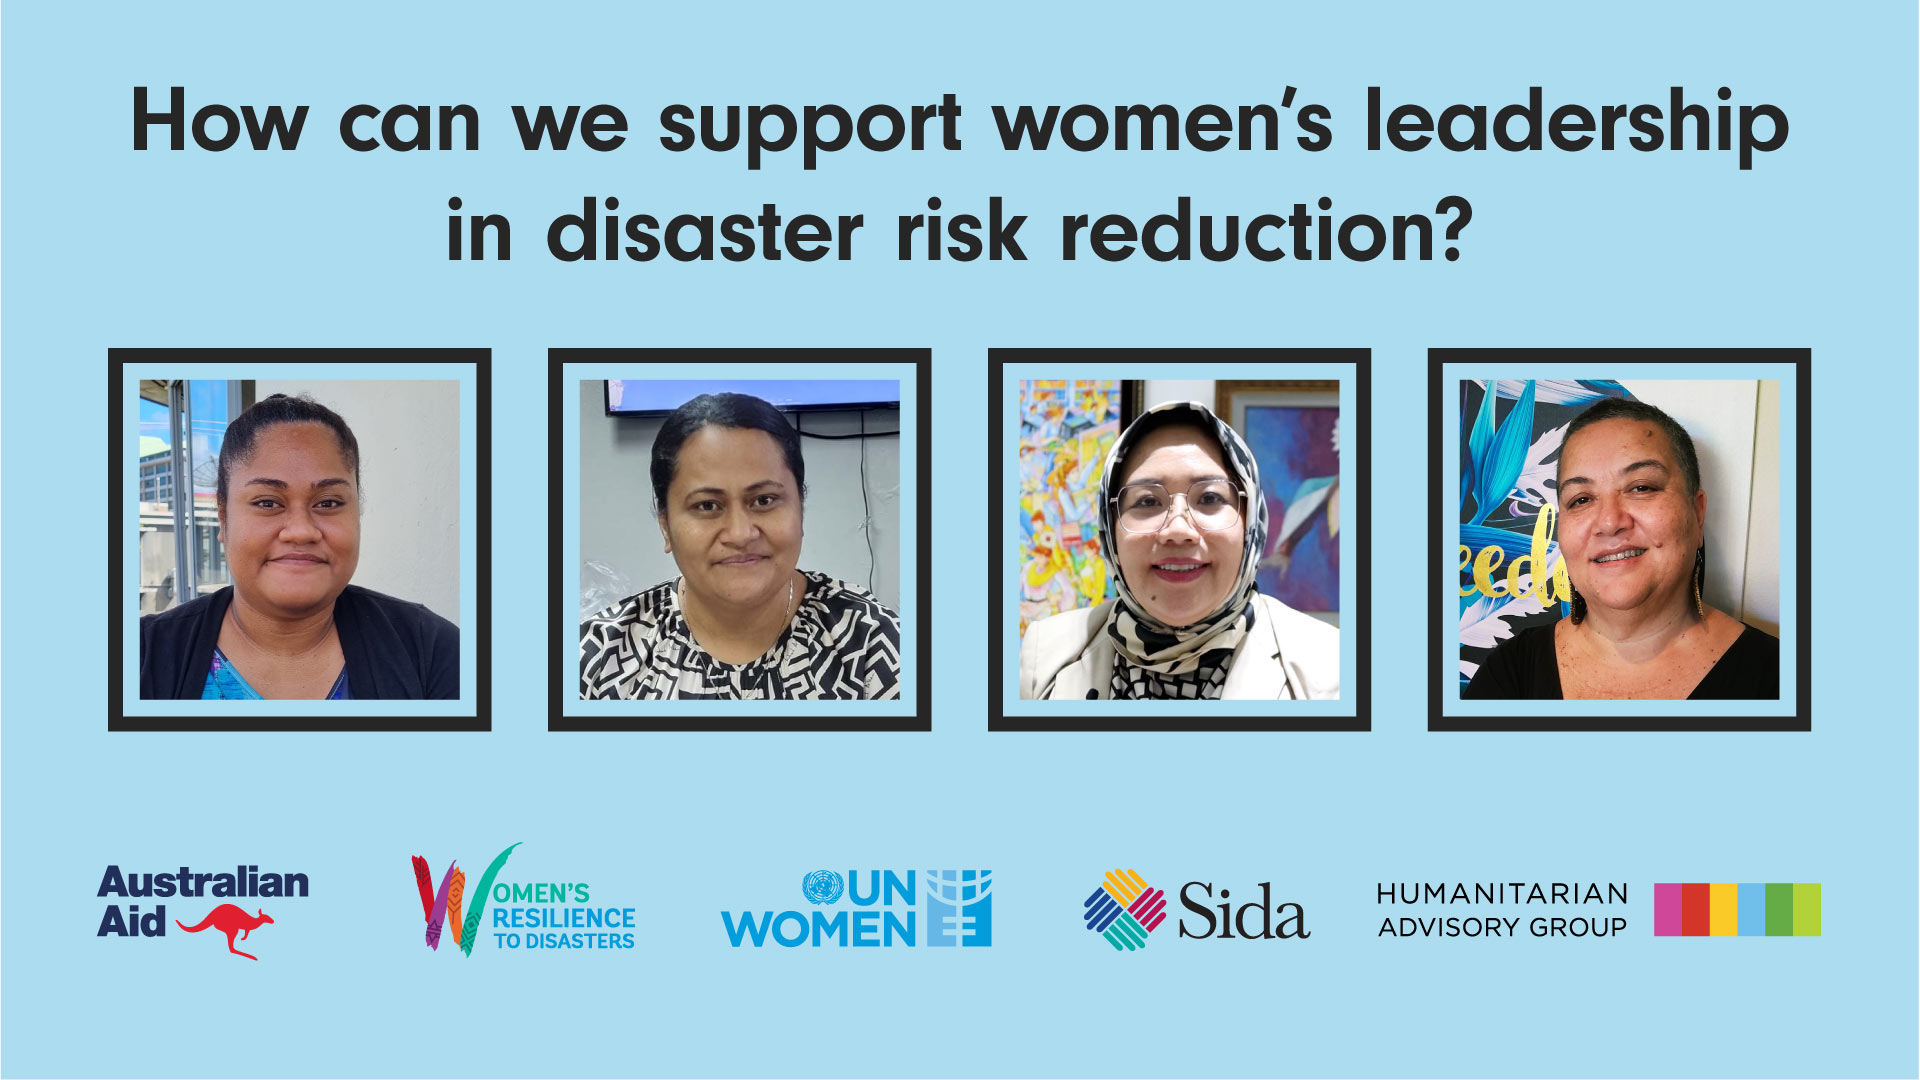 How can we support women’s leadership
in disaster risk reduction?
Australian
Aid
WOMEN'S
RESILIENCE
TO DISASTERS
UN
WOMEN
Sida
HUMANITARIAN
ADVISORY GROUP